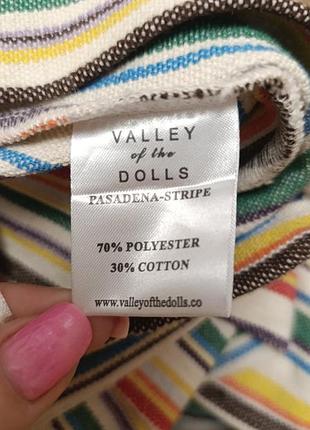 VALLEY
of the
DOLLS
PASADENA-STRIPE
70% POLYESTER
30% COTTON
www.valleyofthedolls.co